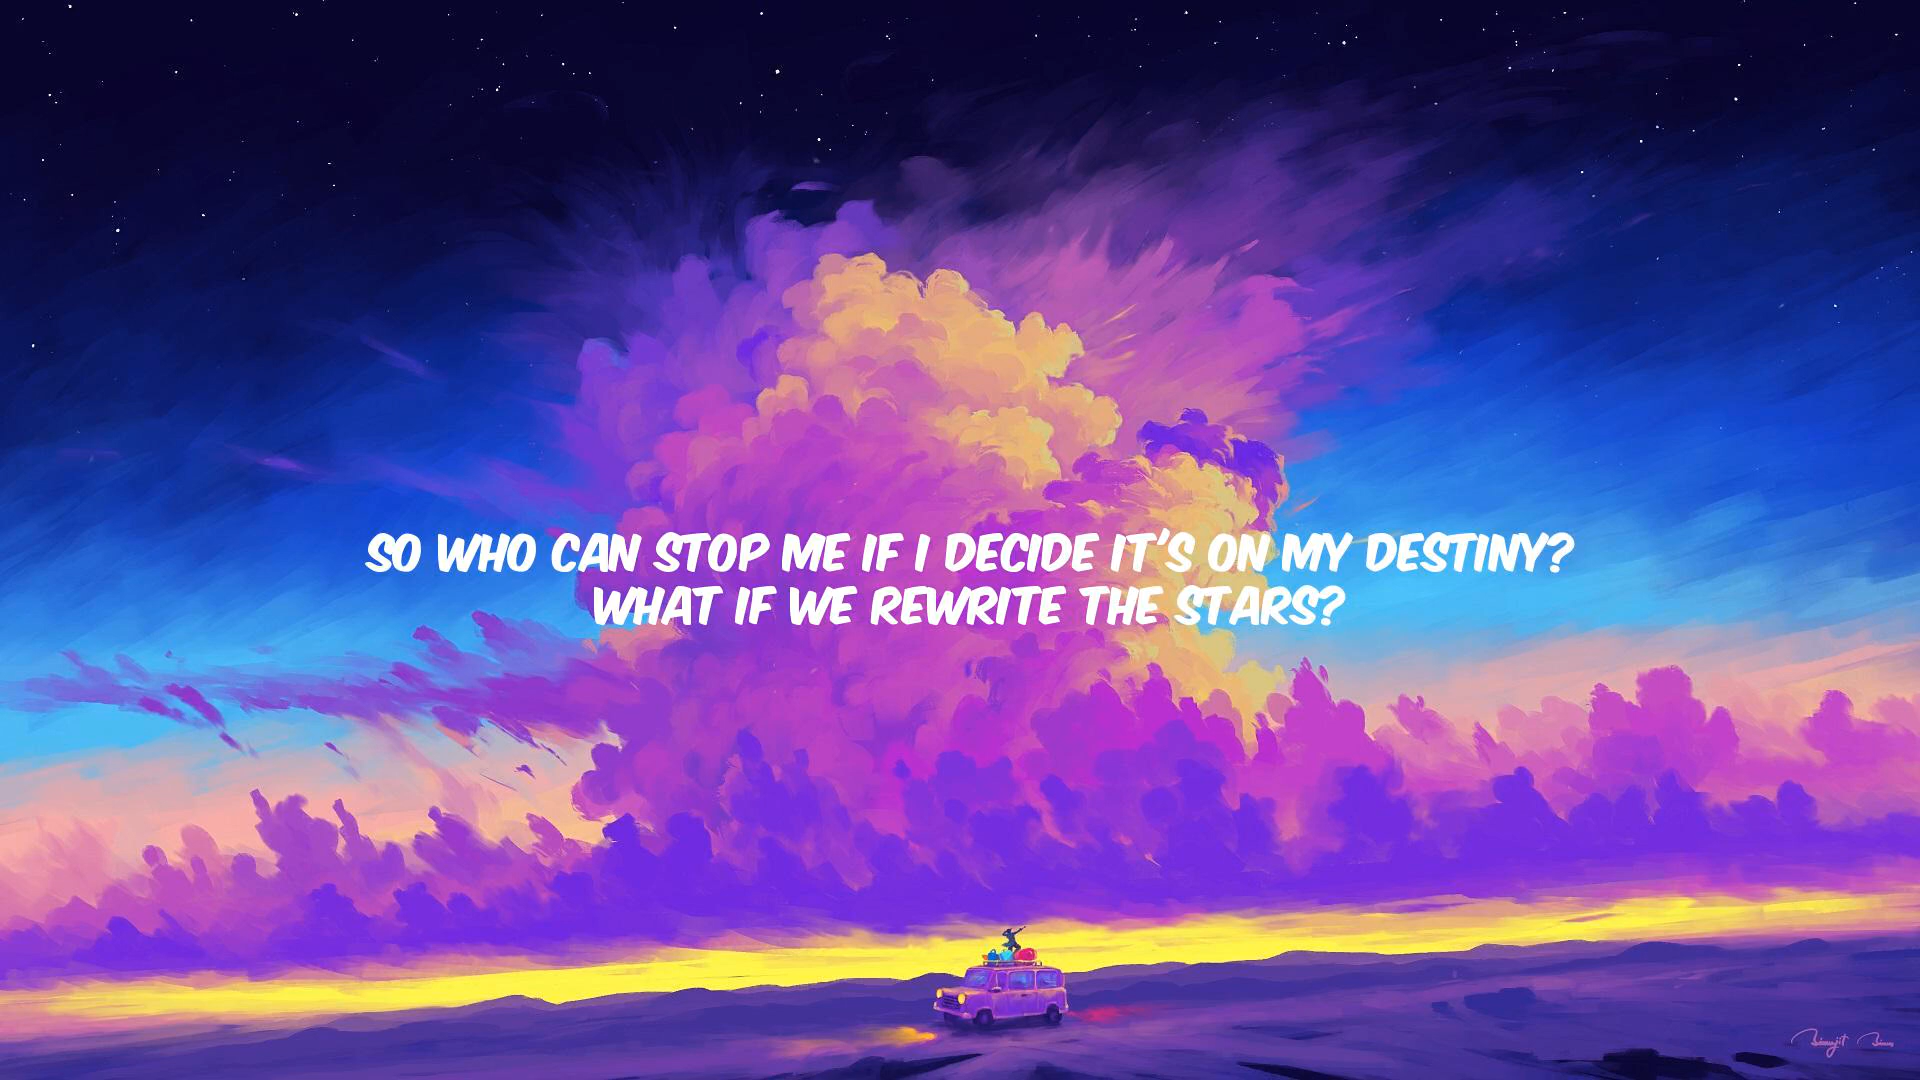 SO WHO CAN STOP ME IF I DECIDE IT'S ON MY DESTINY?
WHAT IF WE REWRITE THE STARS?